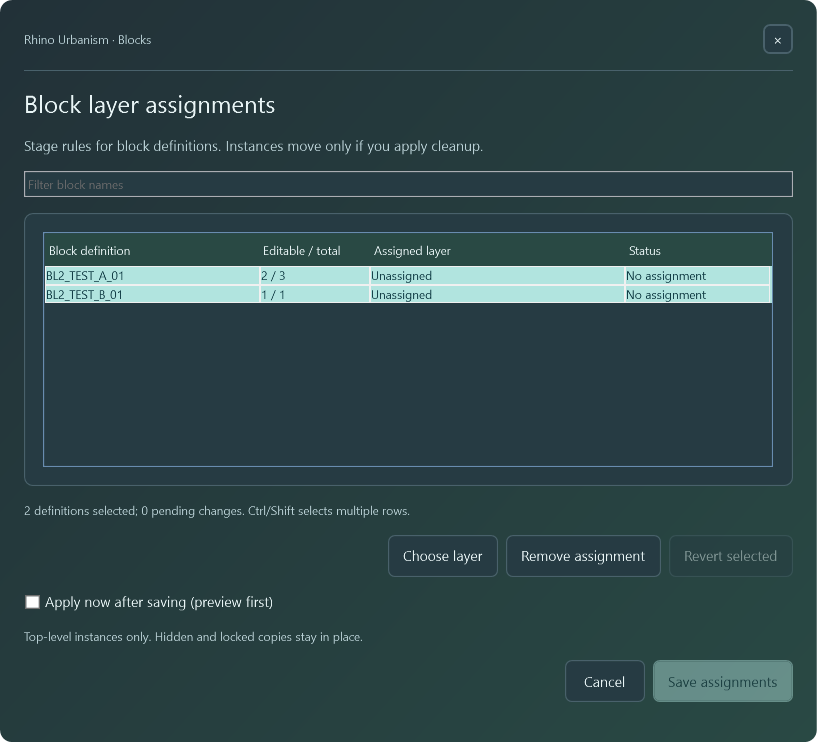 Rhino Urbanism · Blocks
×
Block layer assignments
Stage rules for block definitions. Instances move only if you apply cleanup.
Filter block names
Block definition Editable / total Assigned layer Status
BL2_TEST_A_01 2 / 3 Unassigned No assignment
BL2_TEST_B_01 1 / 1 Unassigned No assignment
2 definitions selected; 0 pending changes. Ctrl/Shift selects multiple rows.
Choose layer Remove assignment Revert selected
Apply now after saving (preview first)
Top-level instances only. Hidden and locked copies stay in place.
Cancel Save assignments